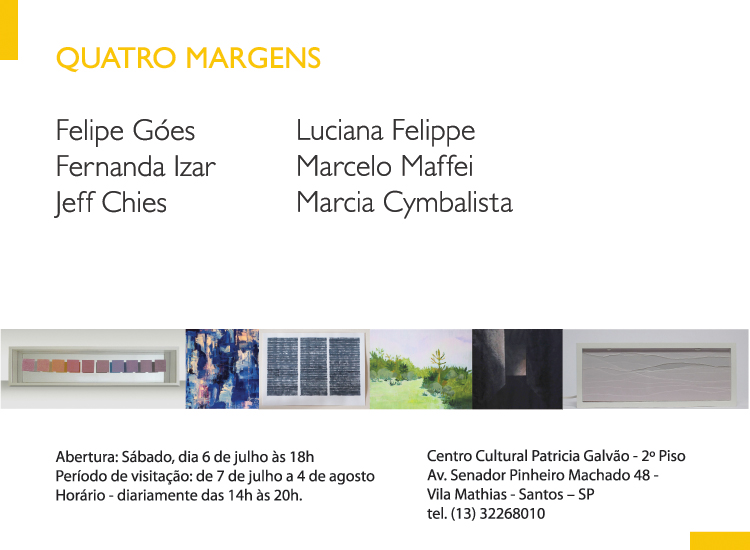 QUATRO MARGENS
Felipe Góes
Fernanda Izar
Jeff Chies
Luciana Felippe
Marcelo Maffei
Marcia Cymbalista
Abertura: Sábado, dia 6 de julho às 18h
Período de visitação: de 7 de julho a 4 de agosto
Horário - diariamente das 14h às 20h.
Centro Cultural Patricia Galvão - 2º Piso
Av. Senador Pinheiro Machado 48 -
Vila Mathias - Santos – SP
tel. (13) 32268010